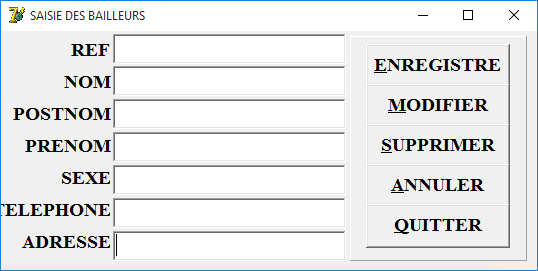 SAISIE DES BAILLEURS
REF
NOM
POSTNOM
PRENOM
SEXE
TELEPHONE
ADRESSE
ENREGISTRE
MODIFIER
SUPPRIMER
ANNULER
QUITTER